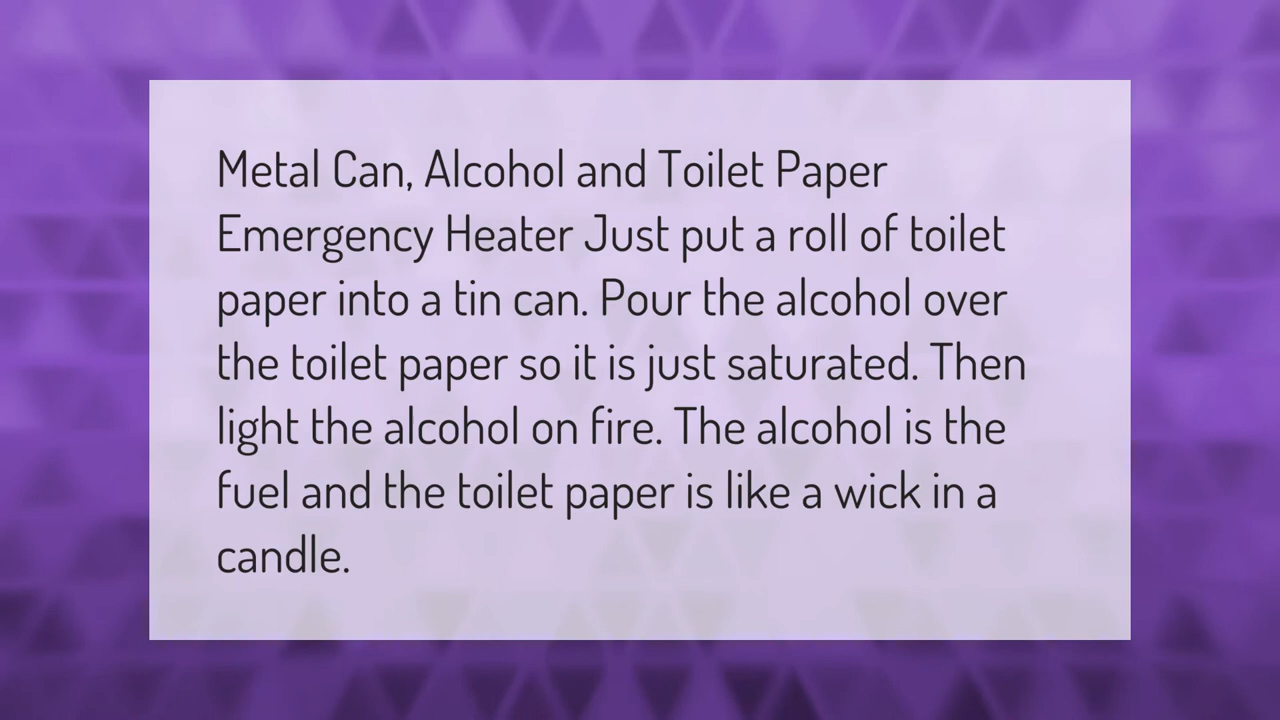 Metal Can, Alcohol and Toilet Paper
Emergency Heater Just put a roll of toilet
paper into a tin can. Pour the alcohol over
the toilet paper so it is just saturated. Then
light the alcohol on fire. The alcohol is the
fuel and the toilet paper is like a wick in a
candle.